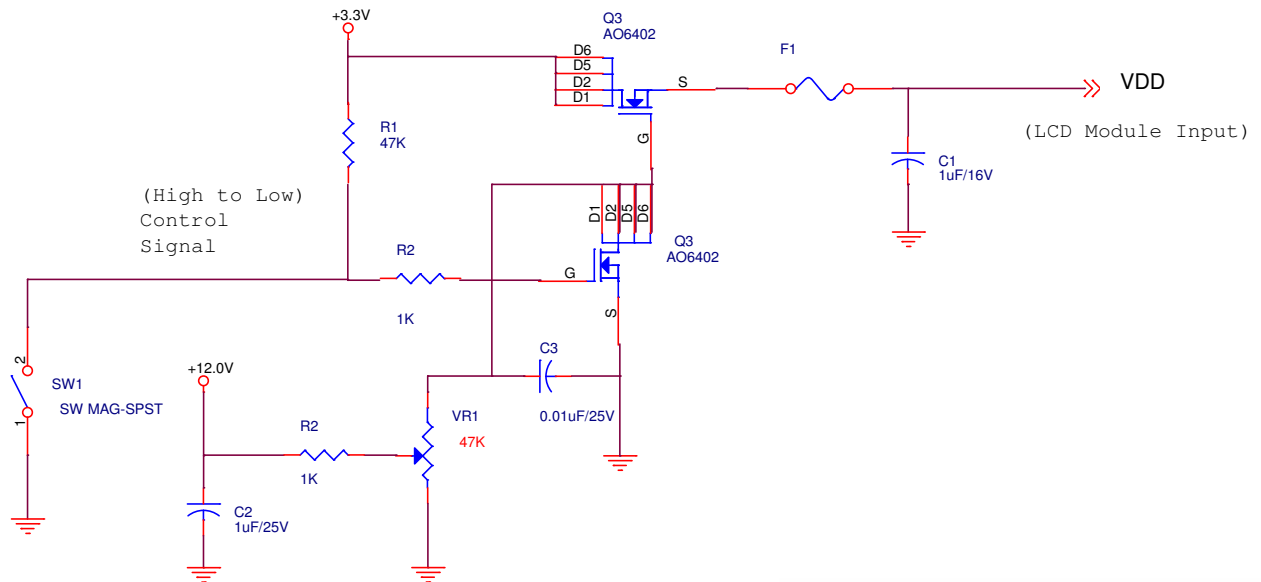 +3.3V
Q3
AO6402
D6
D5
D2
D1
S
G
F1
VDD
(LCD Module Input)
R1
47K
C1
1uF/16V
(High to Low)
Control
Signal
D1
D2
D5
D6
Q3
AO6402
R2
1K
G
S
2
1
SW1
SW MAG-SPST
+12.0V
C3
0.01uF/25V
R2
1K
VR1
47K
C2
1uF/25V